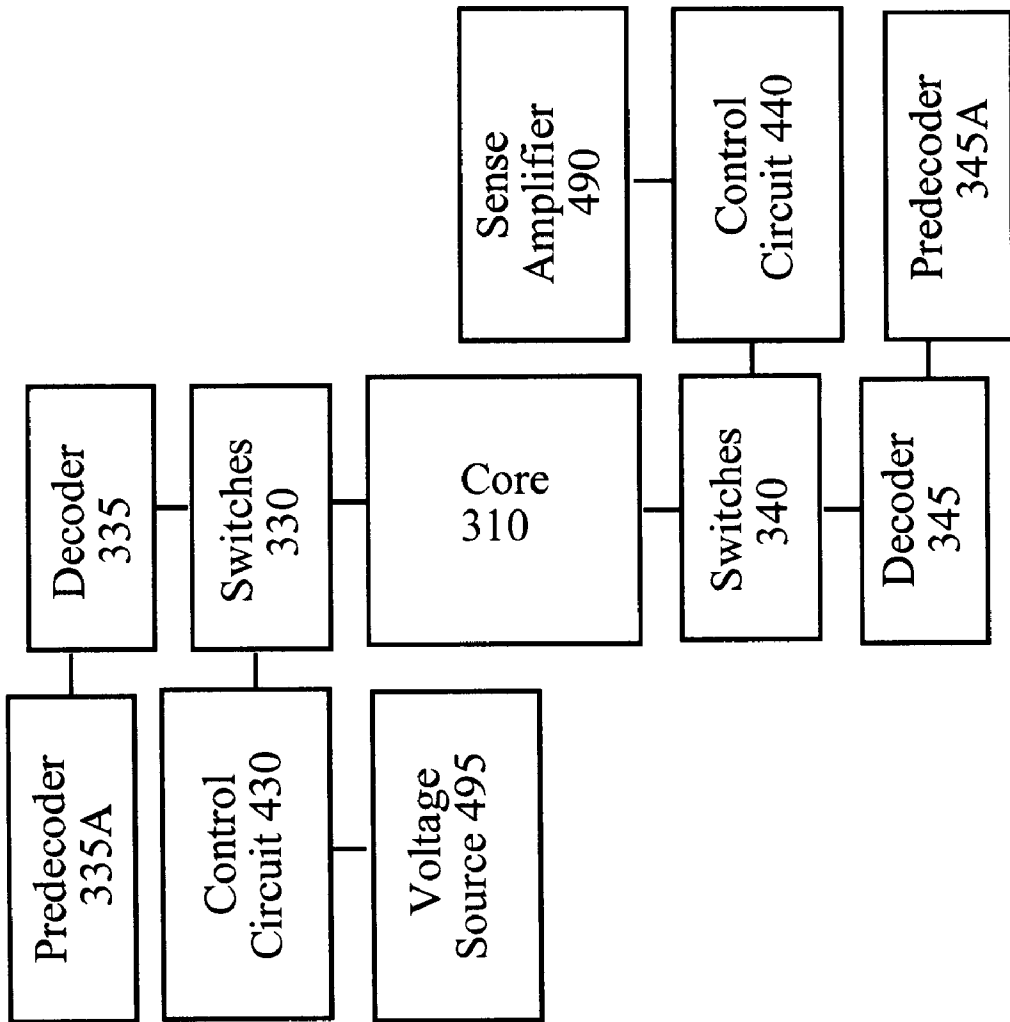 Predecoder
335A
Decoder
335
Control
Circuit 430
Switches
330
Voltage
Source 495
Core
310
Sense
Amplifier
490
Switches
340
Control
Circuit 440
Decoder
345
Predecoder
345A